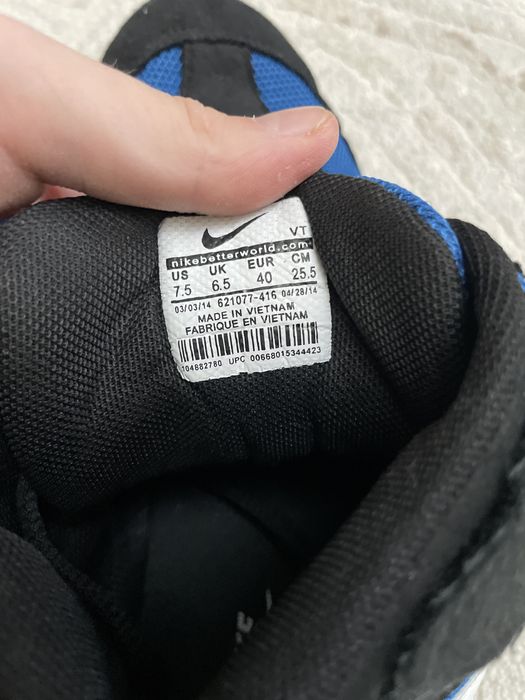 VT
nikebetterworld.com
US UK EUR CM
7.5 6.5 40 25.5
03/03/14 621077-416 04/28/14
MADE IN VIETNAM
FABRIQUE EN VIETNAM
104882780 UPC 00668015344423